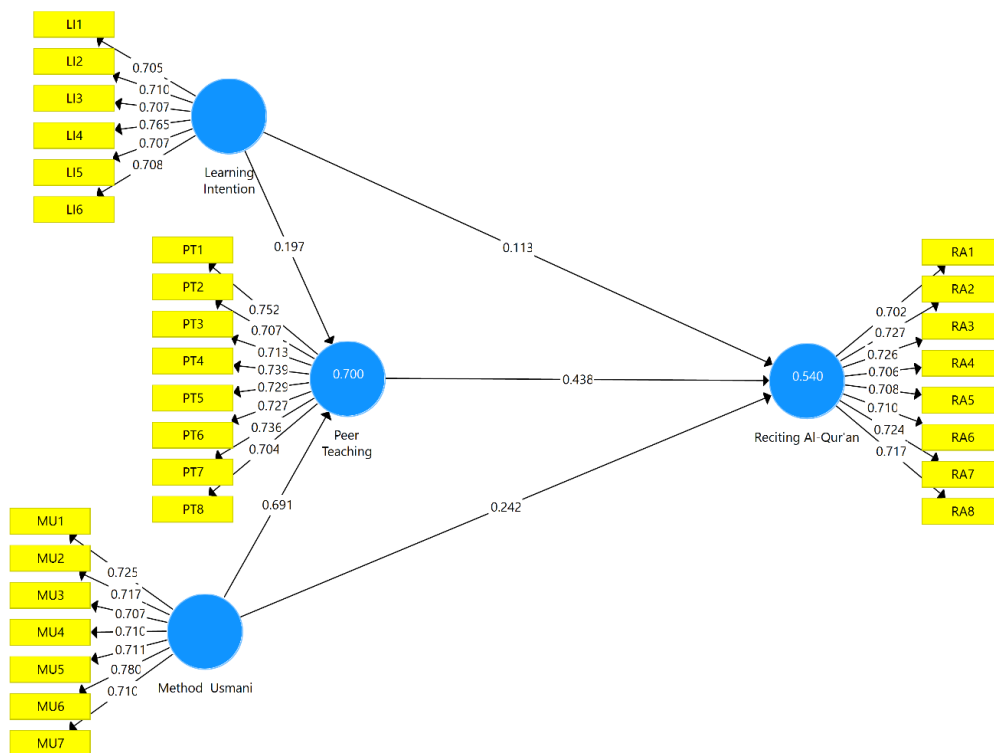 LI1
LI2
LI3
LI4
LI5
LI6
0.705
0.710
0.707
0.765
0.707
0.708
Learning
Intention
0.197
0.113
PT1
PT2
PT3
PT4
PT5
PT6
PT7
PT8
0.752
0.707
0.713
0.739
0.729
0.727
0.736
0.704
0.700
Peer
Teaching
0.438
0.540
Reciting Al-Qur'an
RA1
RA2
RA3
RA4
RA5
RA6
RA7
RA8
0.702
0.727
0.726
0.706
0.708
0.710
0.724
0.717
0.691
0.242
MU1
MU2
MU3
MU4
MU5
MU6
MU7
0.725
0.717
0.707
0.710
0.711
0.780
0.710
Method Usmani